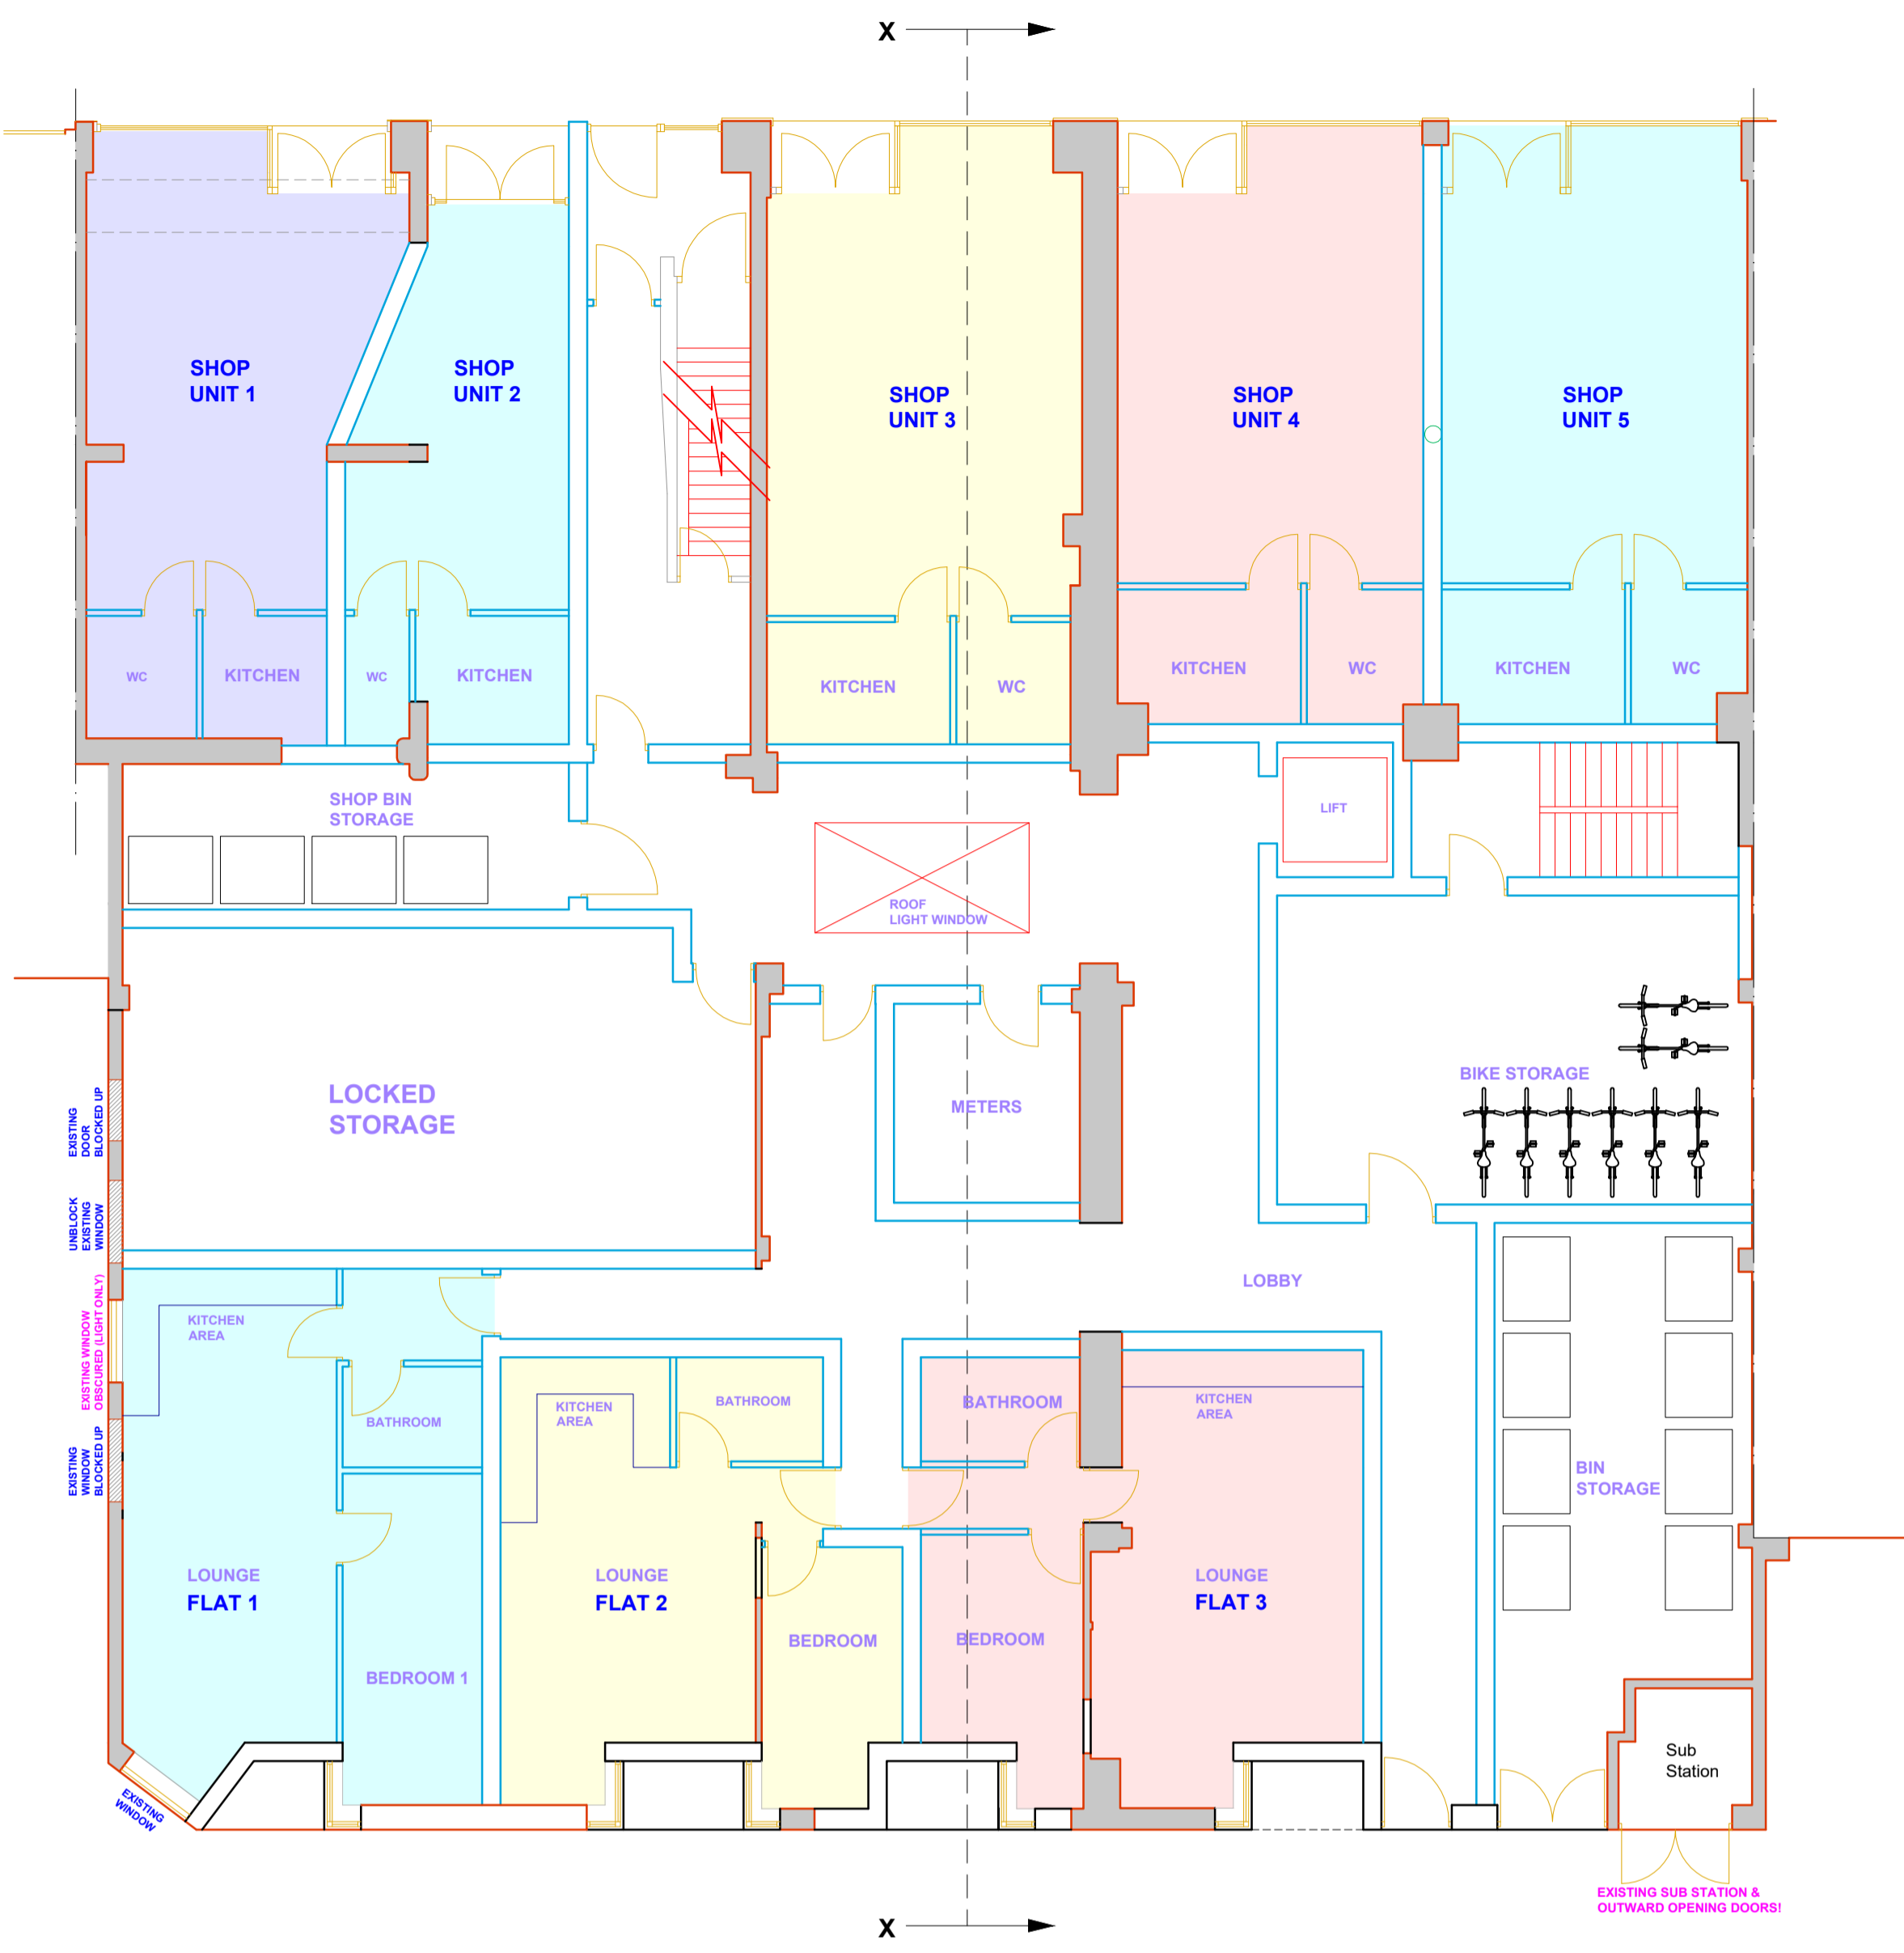 X
SHOP
UNIT 1
SHOP
UNIT 2
SHOP
UNIT 3
SHOP
UNIT 4
SHOP
UNIT 5
WC
KITCHEN
WC
KITCHEN
KITCHEN
WC
KITCHEN
WC
KITCHEN
WC
SHOP BIN
STORAGE
LIFT
ROOF
LIGHT WINDOW
LOCKED
STORAGE
METERS
BIKE STORAGE
EXISTING
DOOR
BLOCKED UP
UNBLOCK
EXISTING
WINDOW
EXISTING WINDOW
OBSCURED (LIGHT ONLY)
EXISTING
WINDOW
BLOCKED UP
LOBBY
KITCHEN
AREA
BATHROOM
KITCHEN
AREA
BATHROOM
BATHROOM
KITCHEN
AREA
BIN
STORAGE
LOUNGE
FLAT 1
BEDROOM 1
LOUNGE
FLAT 2
BEDROOM
BEDROOM
LOUNGE
FLAT 3
Sub
Station
EXISTING
WINDOW
EXISTING SUB STATION &
OUTWARD OPENING DOORS!
X